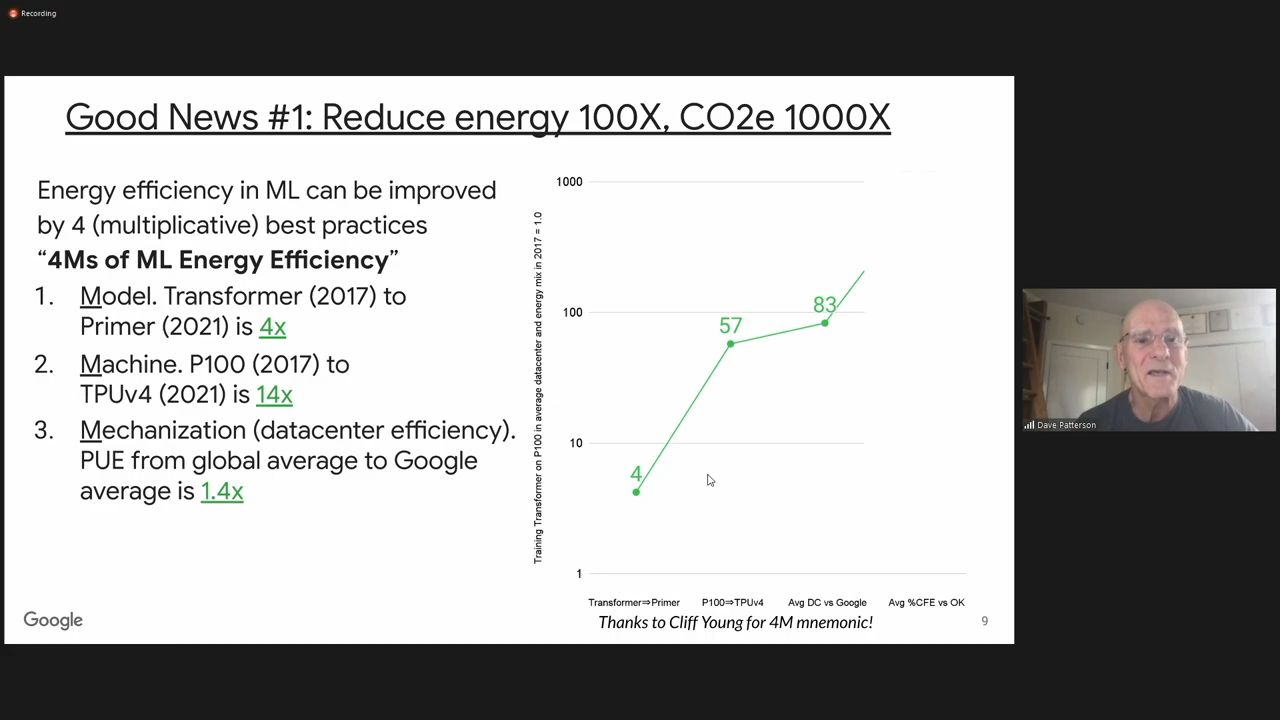 Recording
Good News #1: Reduce energy 100X, CO2e 1000X
Energy efficiency in ML can be improved
by 4 (multiplicative) best practices
“4Ms of ML Energy Efficiency”
1. Model. Transformer (2017) to
Primer (2021) is 4x
2. Machine. P100 (2017) to
TPUv4 (2021) is 14x
3. Mechanization (datacenter efficiency).
PUE from global average to Google
average is 1.4x
Training Transformer on P100 in average datacenter and energy mix in 2017 = 1.0
1000
100
10
1
4
57
83
Transformer⇒Primer P100⇒TPUv4 Avg DC vs Google Avg %CFE vs OK
Thanks to Cliff Young for 4M mnemonic!
Google
9
Dave Patterson